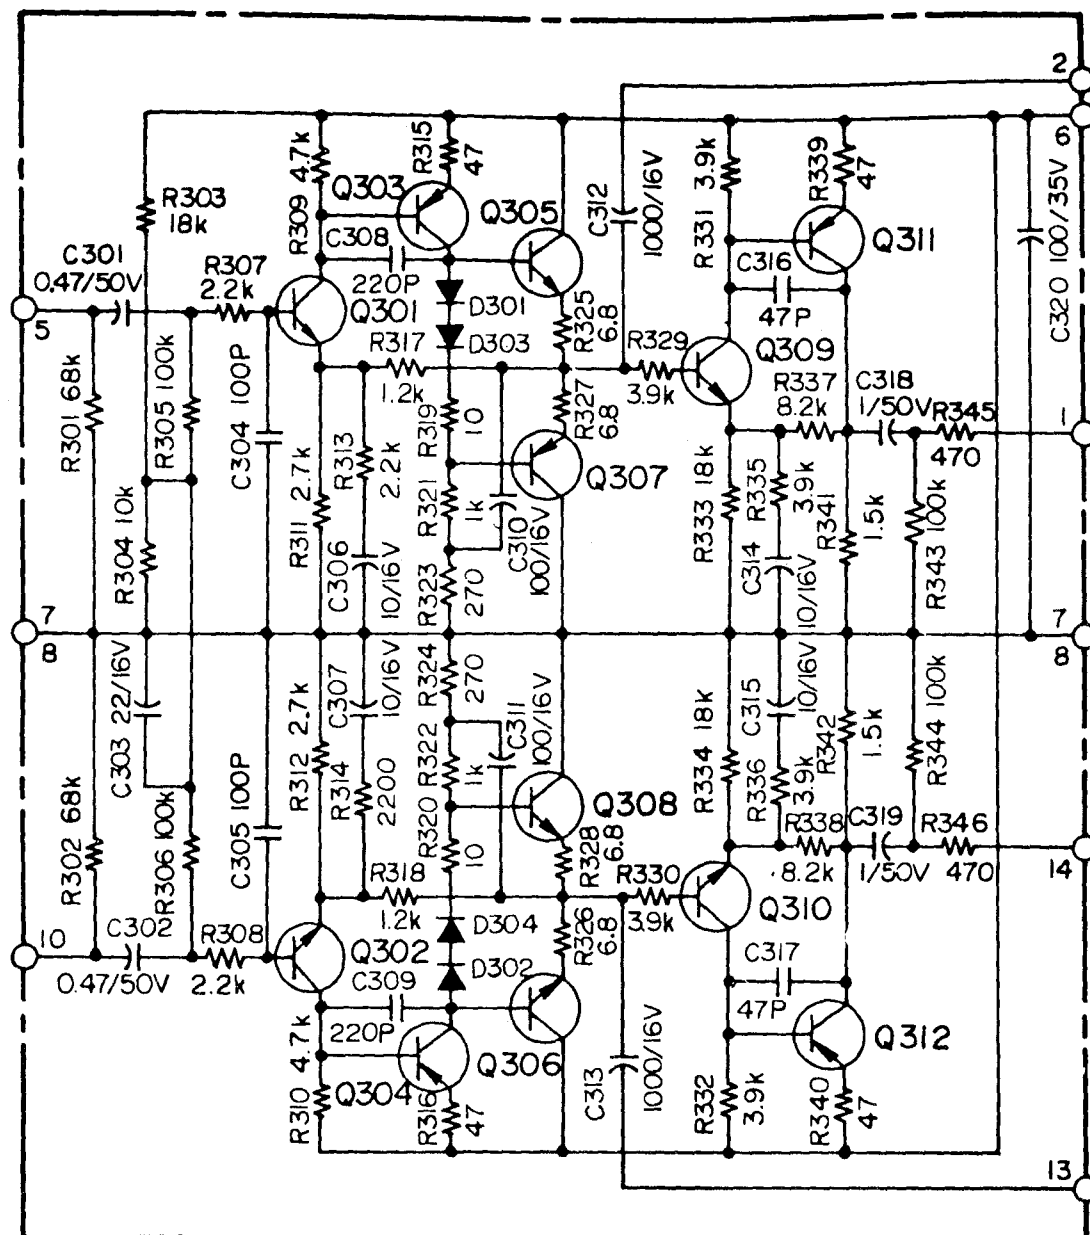 2
6
R303
18k
R309 4.7k
Q303
R315
47
Q305
C312
1000/16V
R331 3.9k
R339
47
Q311
C320 100/35V
C301
0.47/50V
R307
2.2k
C308
220P
Q301
D301
D303
R325
6.8
C316
47P
Q309
5
R317
1.2k
R329
3.9k
R337
8.2k
C318
1/50V
R345
470
1
R301 68k
R305 100k
C304 100P
R319
10
R327
6.8
Q307
R311 2.7k
R313
2.2k
R321
1k
C310
100/16V
R333 18k
R335
3.9k
R341
1.5k
R343 100k
R304 10k
C306
10/16V
R323
270
C314
10/16V
7
8
7
8
C303 22/16V
R312 2.7k
C307
10/16V
R324
270
C311
100/16V
R334 18k
C315
10/16V
R342
1.5k
R344 100k
R302 68k
R306 100k
C305 100P
R314
2200
R322
1k
Q308
R336
3.9k
R320
10
R328
6.8
R338
8.2k
C319
1/50V
R346
470
14
R318
1.2k
R330
3.9k
Q310
10
C302
0.47/50V
R308
2.2k
Q302
D304
D302
R326
6.8
C309
220P
C317
47P
Q312
R310 4.7k
Q304
R316
47
Q306
C313
1000/16V
R332
3.9k
R340
47
13